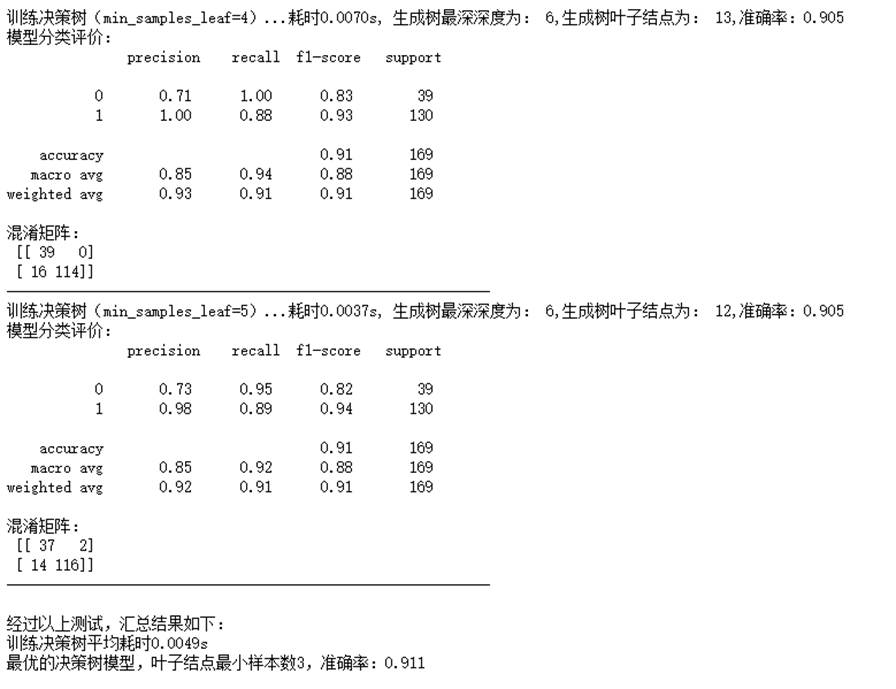 训练决策树（min_samples_leaf=4）...耗时0.0070s, 生成树最深深度为： 6,生成树叶子结点为： 13,准确率：0.905
模型分类评价：
precision recall f1-score support
0 0.71 1.00 0.83 39
1 1.00 0.88 0.93 130
accuracy 0.91 169
macro avg 0.85 0.94 0.88 169
weighted avg 0.93 0.91 0.91 169
混淆矩阵：
[[ 39 0]
[ 16 114]]
训练决策树（min_samples_leaf=5）...耗时0.0037s, 生成树最深深度为： 6,生成树叶子结点为： 12,准确率：0.905
模型分类评价：
precision recall f1-score support
0 0.73 0.95 0.82 39
1 0.98 0.89 0.94 130
accuracy 0.91 169
macro avg 0.85 0.92 0.88 169
weighted avg 0.92 0.91 0.91 169
混淆矩阵：
[[ 37 2]
[ 14 116]]
经过以上测试，汇总结果如下：
训练决策树平均耗时0.0049s
最优的决策树模型，叶子结点最小样本数3，准确率：0.911